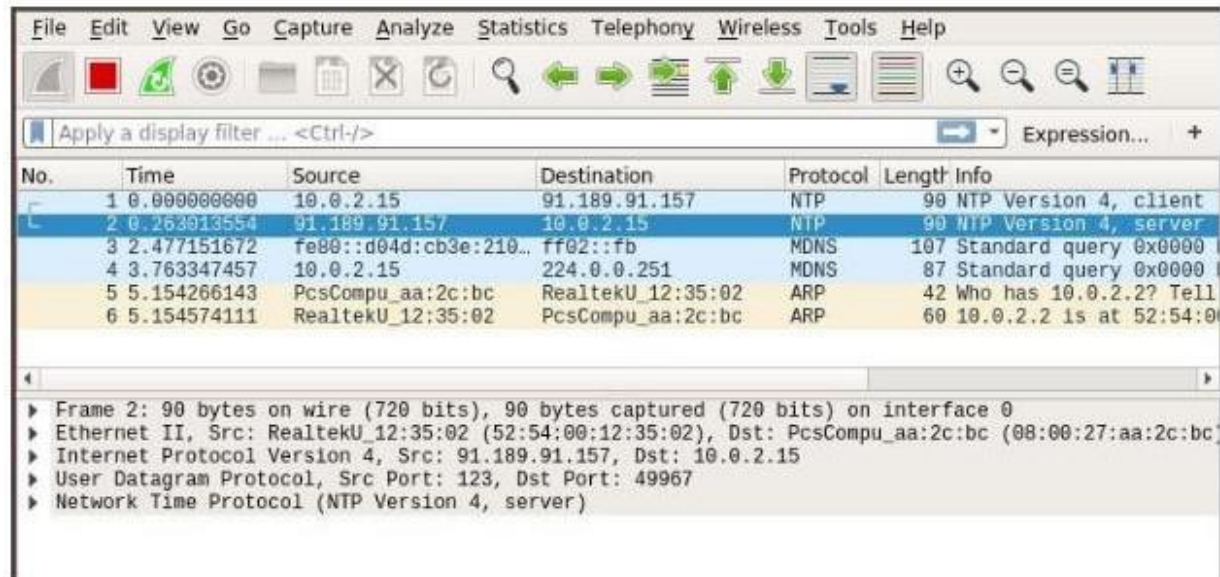 File Edit View Go Capture Analyze Statistics Telephony Wireless Tools Help
Apply a display filter ... <Ctrl-/> Expression... +
No. Time Source Destination Protocol Length Info
1 0.000000000 10.0.2.15 91.189.91.157 NTP 90 NTP Version 4, client
2 0.263013554 91.189.91.157 10.0.2.15 NTP 90 NTP Version 4, server
3 2.477151672 fe80::d04d:cb3e:210… ff02::fb MDNS 107 Standard query 0x0000
4 3.763347457 10.0.2.15 224.0.0.251 MDNS 87 Standard query 0x0000
5 5.154266143 PcsCompu_aa:2c:bc RealtekU_12:35:02 ARP 42 Who has 10.0.2.2? Tell
6 5.154574111 RealtekU_12:35:02 PcsCompu_aa:2c:bc ARP 60 10.0.2.2 is at 52:54:0
Frame 2: 90 bytes on wire (720 bits), 90 bytes captured (720 bits) on interface 0
Ethernet II, Src: RealtekU_12:35:02 (52:54:00:12:35:02), Dst: PcsCompu_aa:2c:bc (08:00:27:aa:2c:bc)
Internet Protocol Version 4, Src: 91.189.91.157, Dst: 10.0.2.15
User Datagram Protocol, Src Port: 123, Dst Port: 49967
Network Time Protocol (NTP Version 4, server)